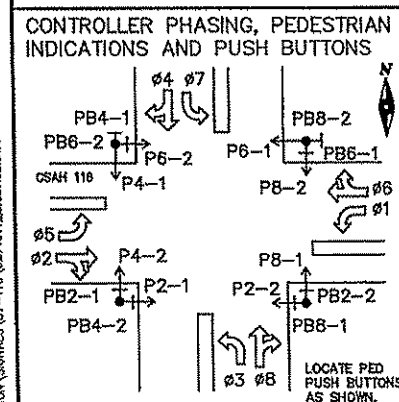 CONTROLLER PHASING, PEDESTRIAN
INDICATIONS AND PUSH BUTTONS
ø4 ø7
N
PB4-1
PB8-2
PB6-2
P6-2
P6-1
PB6-1
CSAH 116
P4-1
P8-2
ø6
ø1
ø5
ø2
P4-2
P8-1
PB2-1
P2-1
P2-2
PB2-2
PB4-2
PB8-1
ø3 ø8
LOCATE PED
PUSH BUTTONS
AS SHOWN.